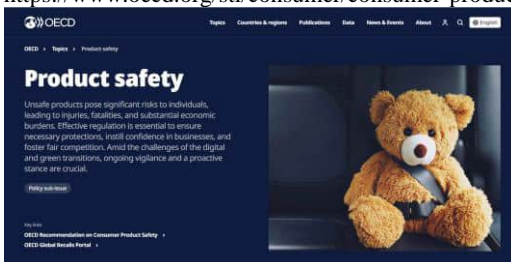 https://www.oecd.org/sti/consumer/consumer-produc
OECD
Topics Countries & regions Publications Data News & Events About English
OECD > Topics > Product safety
Product safety
Unsafe products pose significant risks to individuals,
leading to injuries, fatalities, and substantial economic
burdens. Effective regulation is essential to ensure
necessary protections, instill confidence in businesses, and
foster fair competition. Amid the challenges of the digital
and green transitions, ongoing vigilance and a proactive
stance are crucial.
Policy sub-issue
Key links
OECD Recommendation on Consumer Product Safety >
OECD Global Recalls Portal >